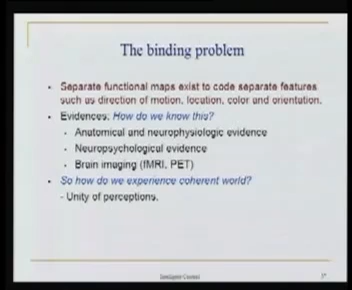 The binding problem
Separate functional maps exist to code separate features
such as direction of motion, location, color and orientation.
Evidences: How do we know this?
Anatomical and neurophysiologic evidence
Neuropsychological evidence
Brain imaging (fMRI, PET)
So how do we experience coherent world?
- Unity of perceptions.
Intelligent Control